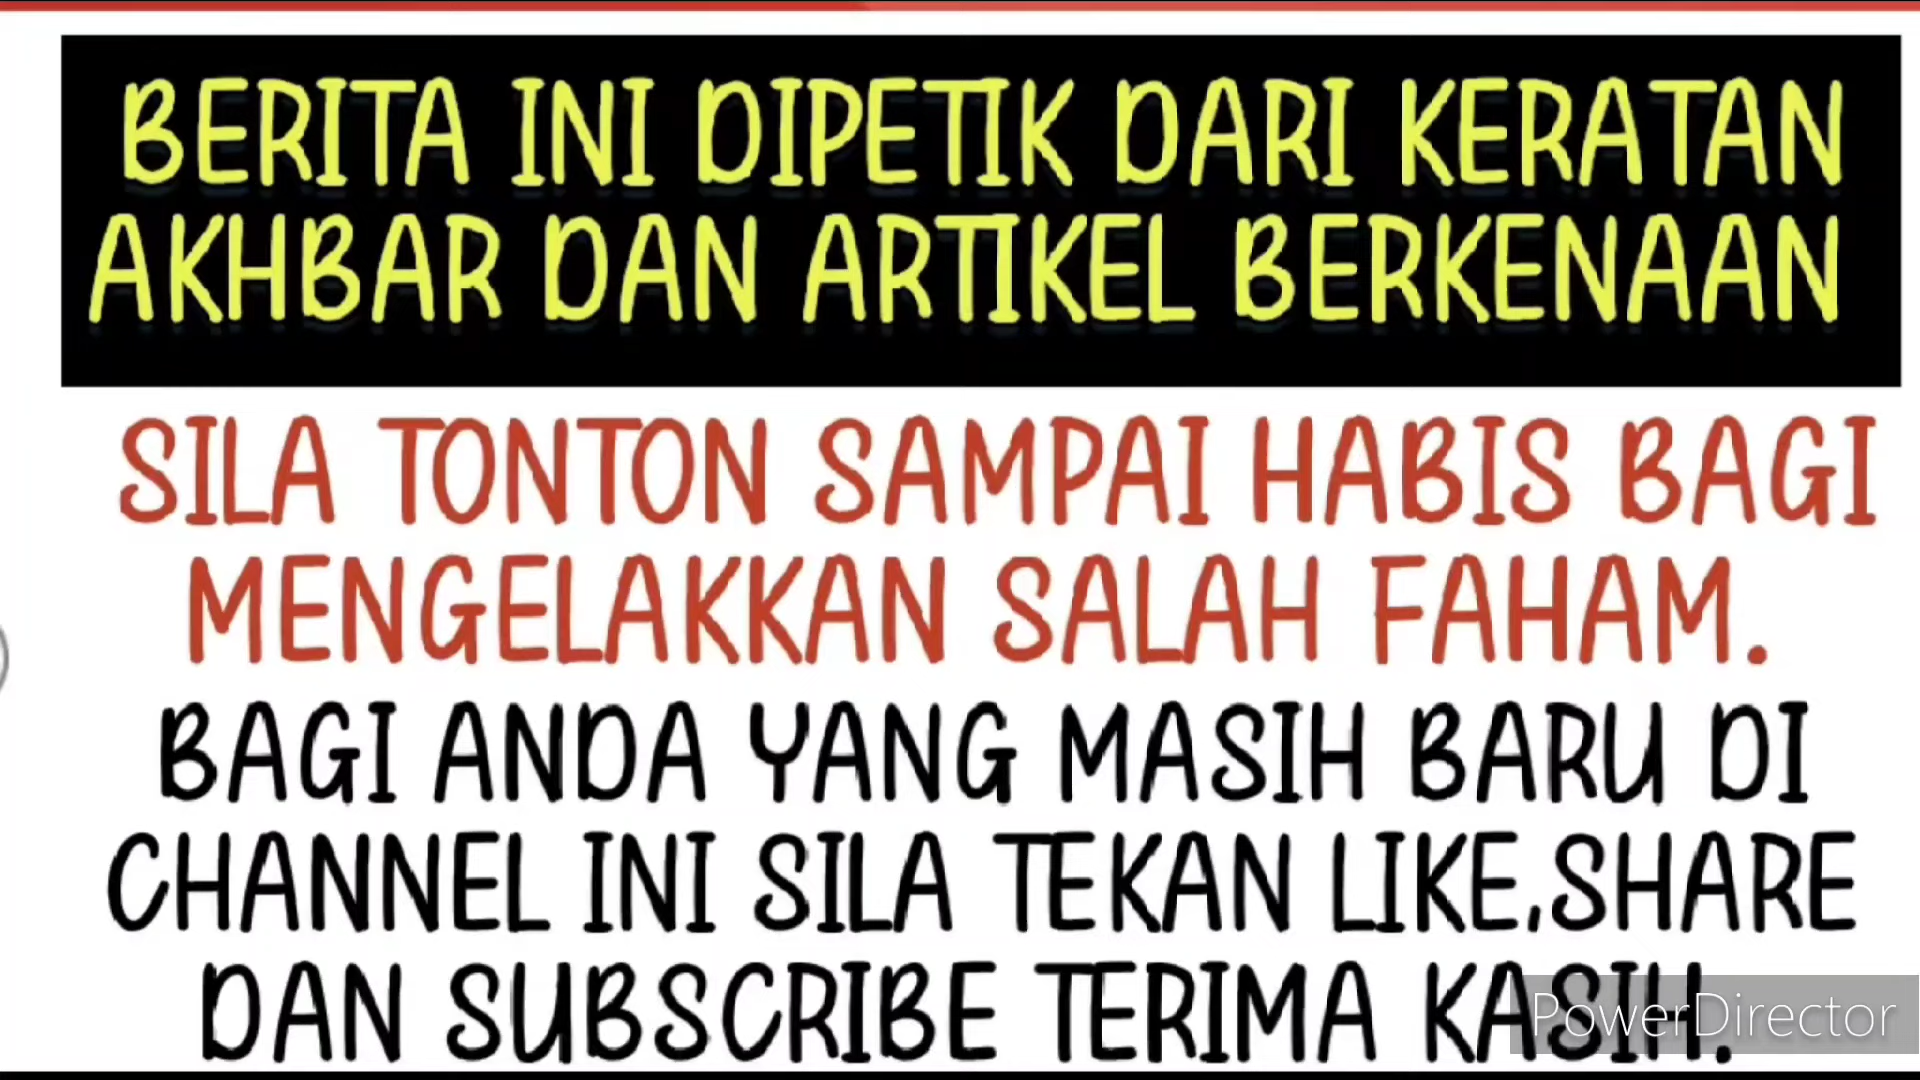 BERITA INI DIPETIK DARI KERATAN
AKHBAR DAN ARTIKEL BERKENAAN
SILA TONTON SAMPAI HABIS BAGI
MENGELAKKAN SALAH FAHAM.
BAGI ANDA YANG MASIH BARU DI
CHANNEL INI SILA TEKAN LIKE,SHARE
DAN SUBSCRIBE TERIMA KASIH.
PowerDirector